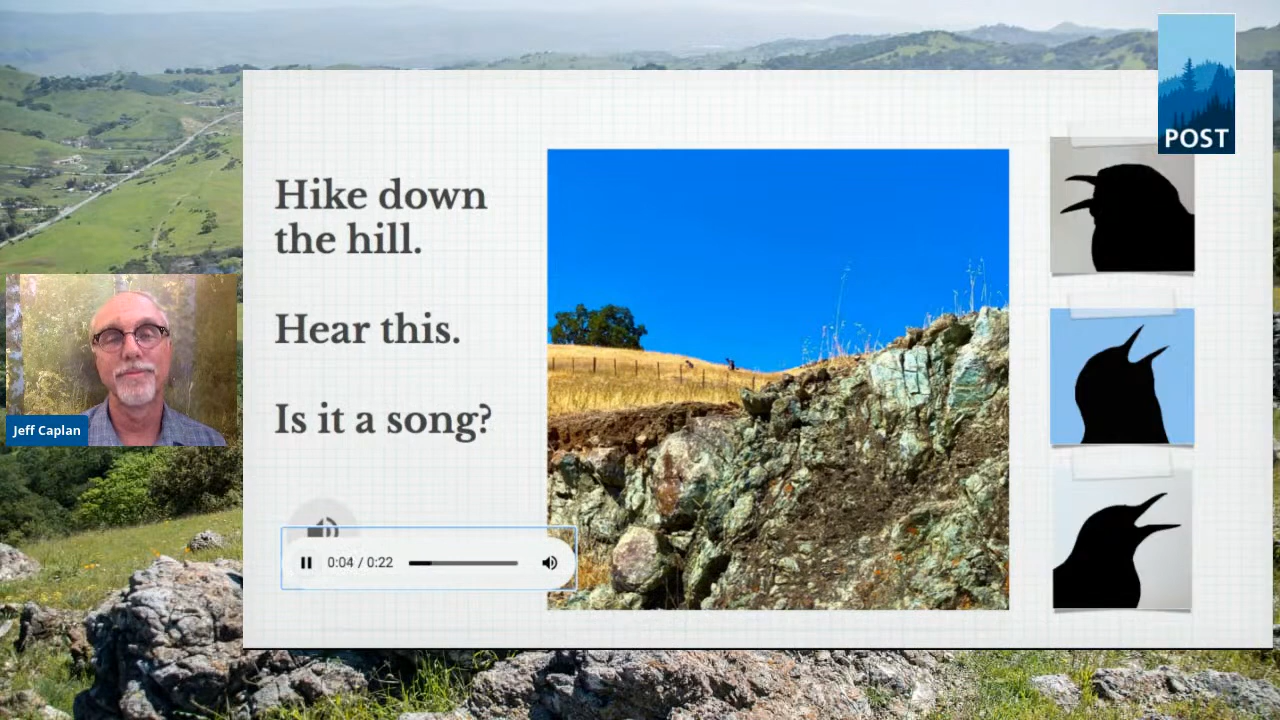 POST
Hike down
the hill.
Hear this.
Is it a song?
Jeff Caplan
0:04 / 0:22